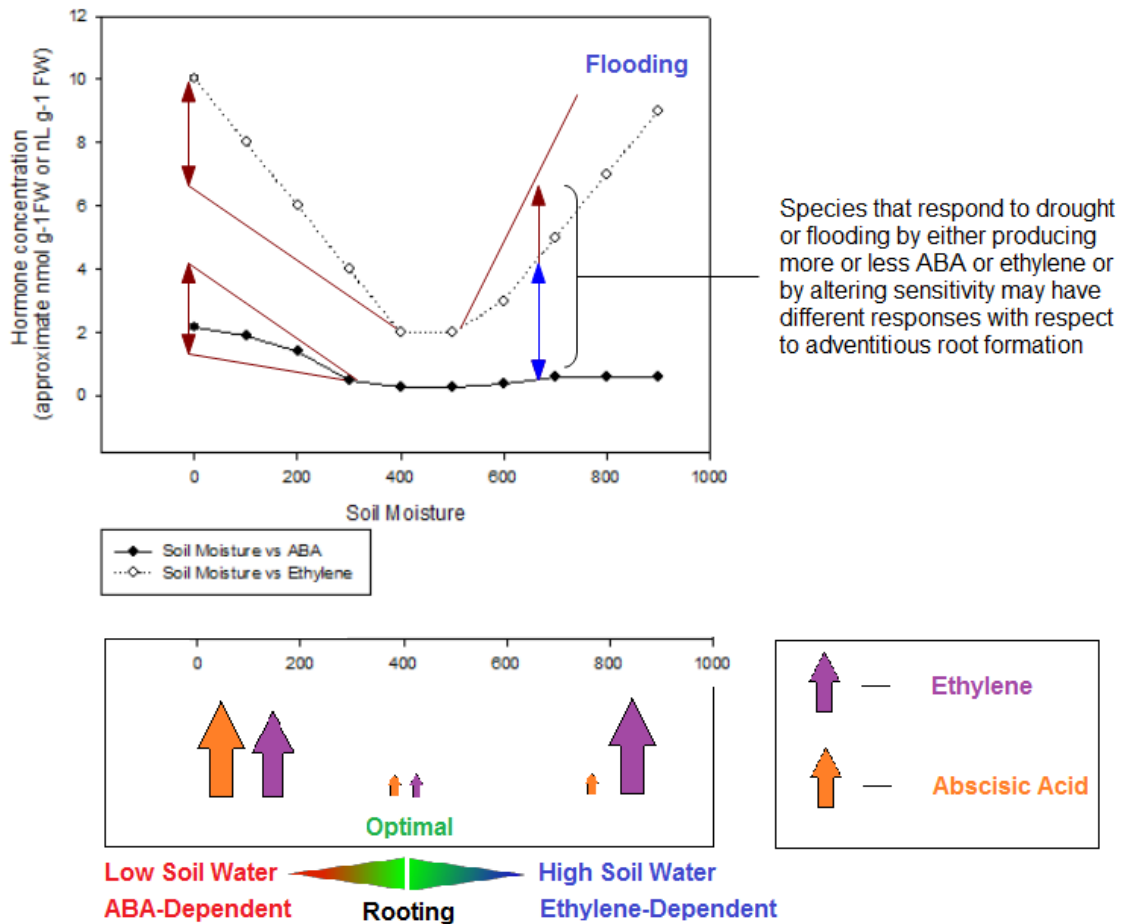 12
10
8
6
4
2
0
Hormone concentration
(approximate nmol g-1FW or nL g-1 FW)
Flooding
Species that respond to drought
or flooding by either producing
more or less ABA or ethylene or
by altering sensitivity may have
different responses with respect
to adventitious root formation
0 200 400 600 800 1000
Soil Moisture
Soil Moisture vs ABA
Soil Moisture vs Ethylene
0 200 400 600 800 1000
Optimal
Low Soil Water
ABA-Dependent
Rooting
High Soil Water
Ethylene-Dependent
Ethylene
Abscisic Acid